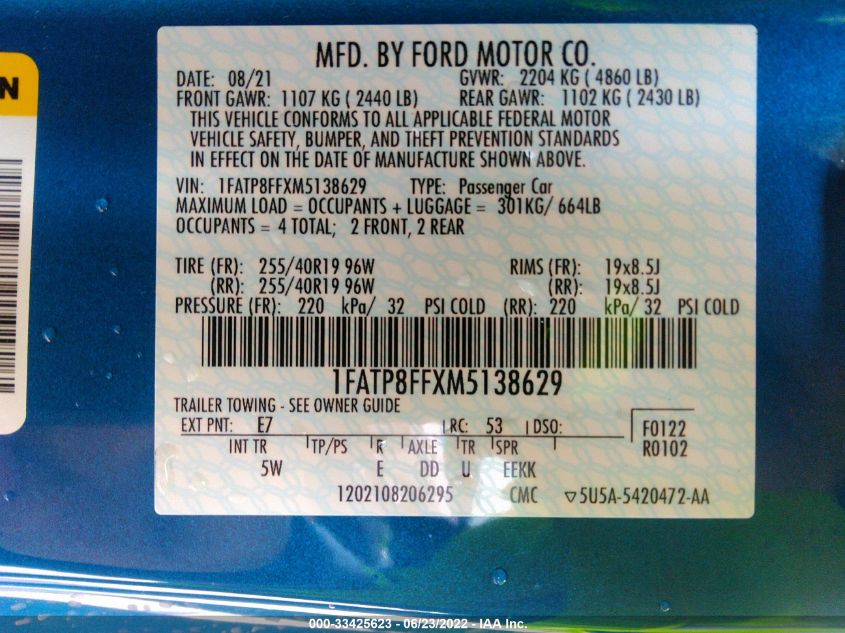 N
MFD. BY FORD MOTOR CO.
DATE: 08/21 GVWR: 2204 KG ( 4860 LB)
FRONT GAWR: 1107 KG ( 2440 LB) REAR GAWR: 1102 KG ( 2430 LB)
THIS VEHICLE CONFORMS TO ALL APPLICABLE FEDERAL MOTOR
VEHICLE SAFETY, BUMPER, AND THEFT PREVENTION STANDARDS
IN EFFECT ON THE DATE OF MANUFACTURE SHOWN ABOVE.
VIN: 1FATP8FFXM5138629 TYPE: Passenger Car
MAXIMUM LOAD = OCCUPANTS + LUGGAGE = 301KG/ 664LB
OCCUPANTS = 4 TOTAL; 2 FRONT, 2 REAR
TIRE (FR): 255/40R19 96W RIMS (FR): 19x8.5J
(RR): 255/40R19 96W (RR): 19x8.5J
PRESSURE (FR): 220 kPa/ 32 PSI COLD (RR): 220 kPa/ 32 PSI COLD
1FATP8FFXM5138629
TRAILER TOWING - SEE OWNER GUIDE
EXT PNT: E7 RC: 53 DSO: F0122
INT TR TP/PS R AXLE TR SPR R0102
5W E DD U EEKK
1202108206295 CMC ▽5U5A-5420472-AA
000-33425623 - 06/23/2022 - IAA Inc.